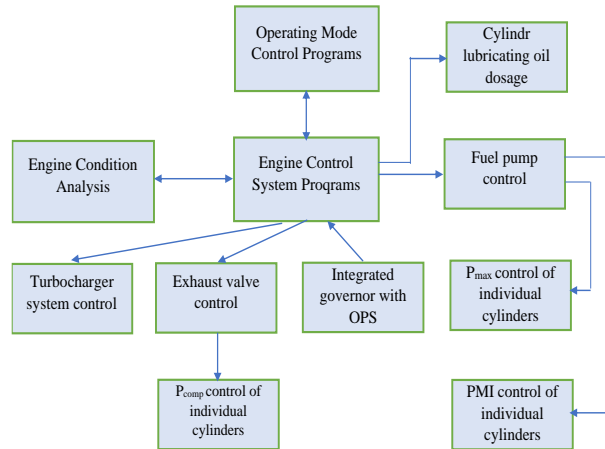 Operating Mode
Control Programs
Cylindr
lubricating oil
dosage
Engine Condition
Analysis
Engine Control
System Proqrams
Fuel pump
control
Turbocharger
system control
Exhaust valve
control
Integrated
governor with
OPS
Pmax control of
individual
cylinders
Pcomp control of
individual
cylinders
PMI control of
individual
cylinders